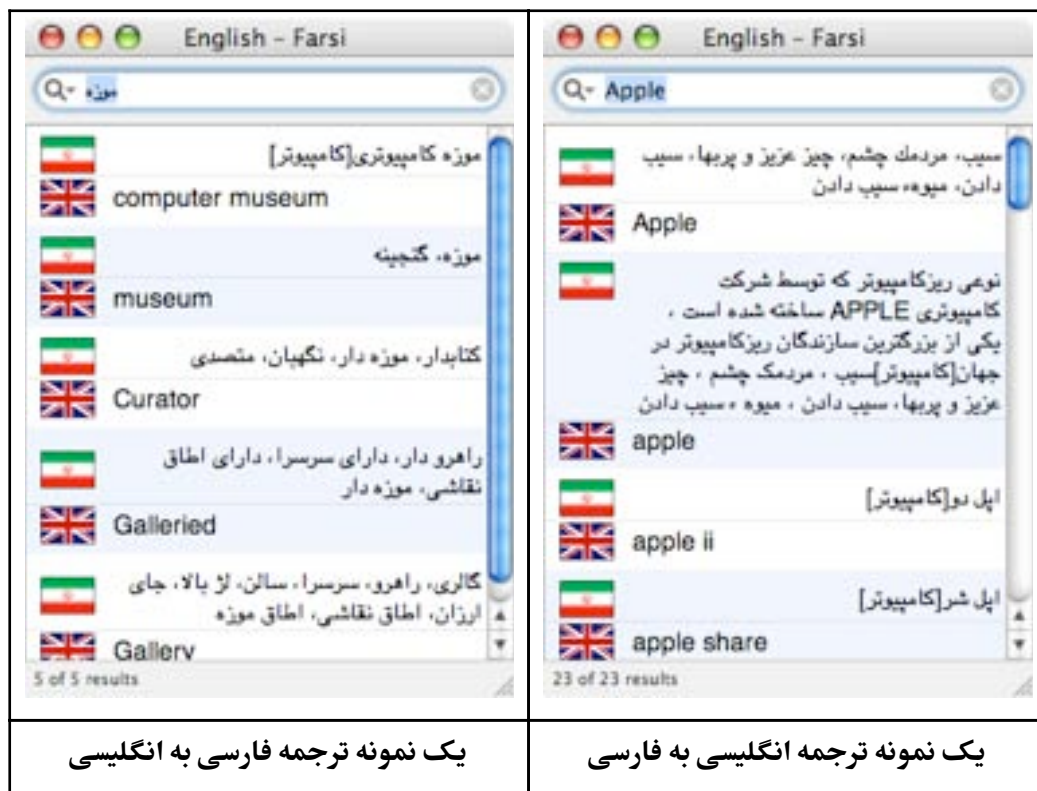 English – Farsi
موزه
موزه کامپیوتری[کامپیوتر]
computer museum
موزه، گنجینه
museum
کتابدار، موزه دار، نگهبان، متصدی
Curator
راهرو دار، دارای سرسرا، دارای اطاق
نقاشی، موزه دار
Galleried
گالری، راهرو، سرسرا، سالن، لژ بالا، جای
ارزان، اطاق نقاشی، اطاق موزه
Gallery
5 of 5 results
یک نمونه ترجمه فارسی به انگلیسی
English – Farsi
Apple
سیب، مردمك چشم، چیز عزیز و پربها، سیب
دادن، میوهء سیب دادن
Apple
نوعی ریزکامپیوتر که توسط شرکت
کامپیوتری APPLE ساخته شده است ،
یکی از بزرگترین سازندگان ریزکامپیوتر در
جهان[کامپیوتر]سیب ، مردمک چشم ، چیز
عزیز و پربها، سیب دادن ، میوه ء سیب دادن
apple
اپل دو[کامپیوتر]
apple ii
اپل شر[کامپیوتر]
apple share
23 of 23 results
یک نمونه ترجمه انگلیسی به فارسی